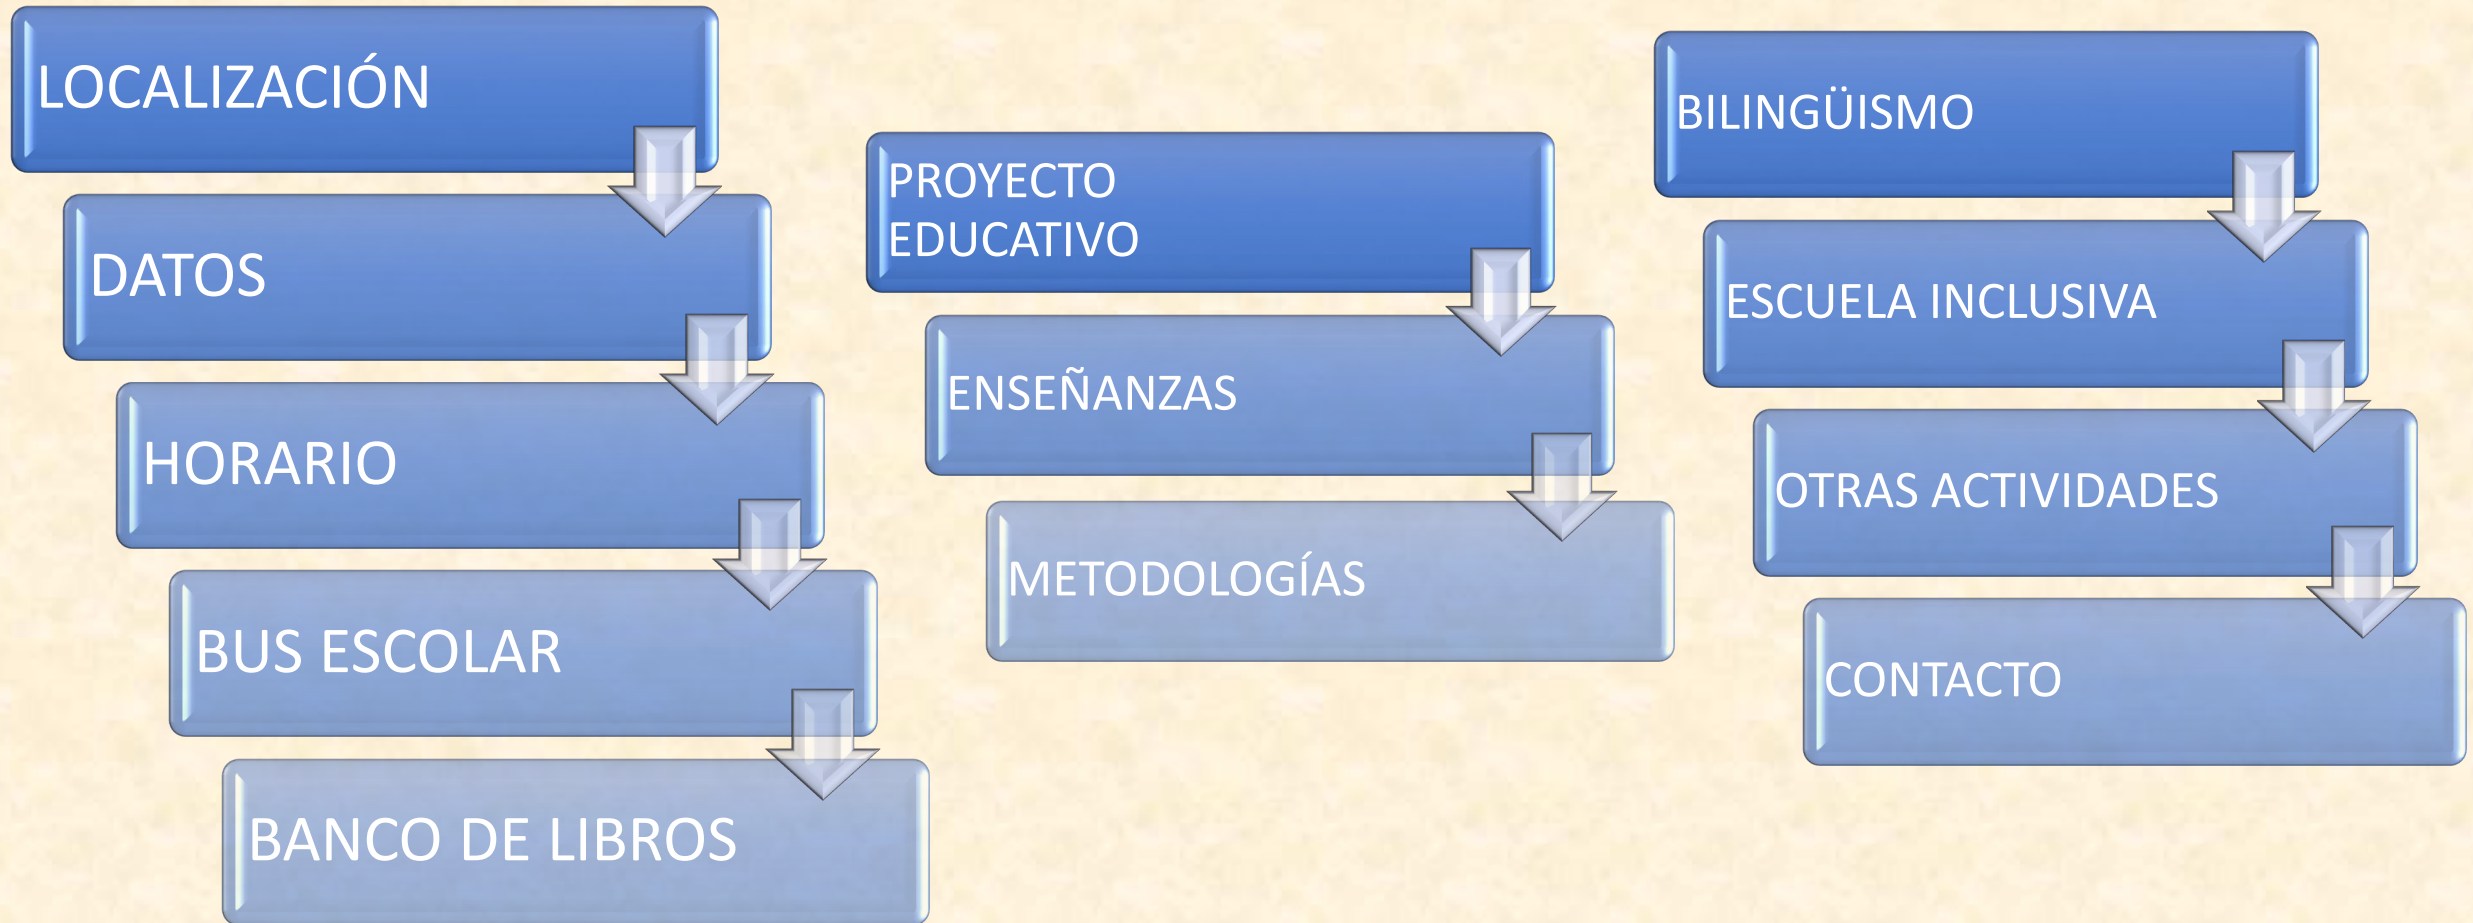 LOCALIZACIÓN
DATOS
HORARIO
BUS ESCOLAR
BANCO DE LIBROS
PROYECTO
EDUCATIVO
ENSEÑANZAS
METODOLOGÍAS
BILINGÜISMO
ESCUELA INCLUSIVA
OTRAS ACTIVIDADES
CONTACTO